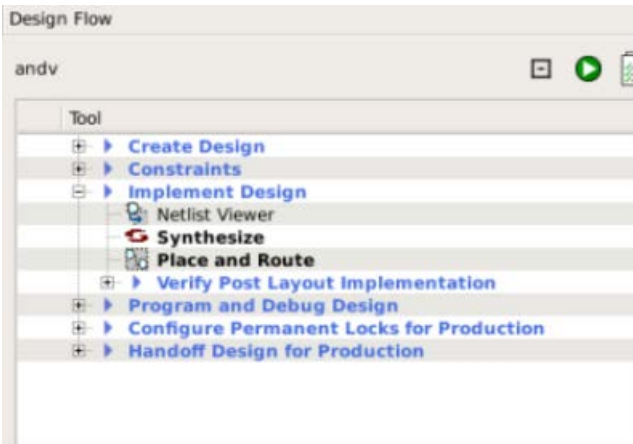 Design Flow
andv
Tool
Create Design
Constraints
Implement Design
Netlist Viewer
Synthesize
Place and Route
Verify Post Layout Implementation
Program and Debug Design
Configure Permanent Locks for Production
Handoff Design for Production